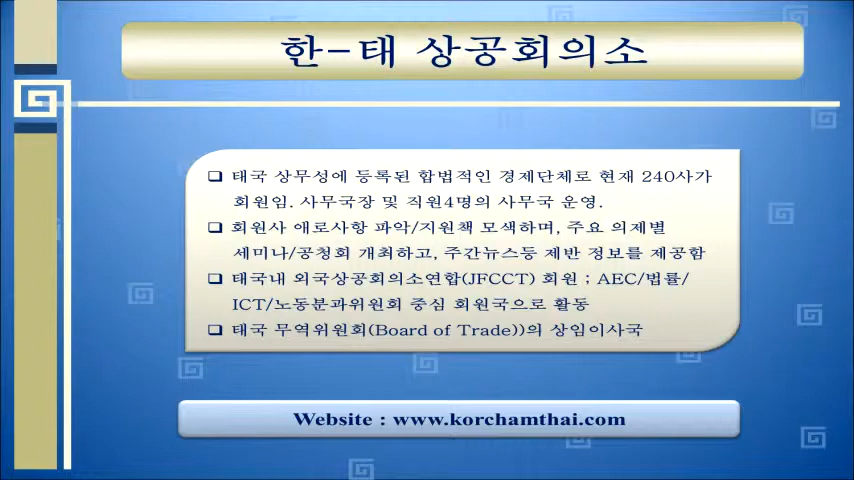 한-태 상공회의소
❑ 태국 상무성에 등록된 합법적인 경제단체로 현재 240사가
회원임. 사무국장 및 직원4명의 사무국 운영.
❑ 회원사 애로사항 파악/지원책 모색하며, 주요 의제별
세미나/공청회 개최하고, 주간뉴스등 제반 정보를 제공함
❑ 태국내 외국상공회의소연합(JFCCT) 회원 ; AEC/법률/
ICT/노동분과위원회 중심 회원국으로 활동
❑ 태국 무역위원회(Board of Trade))의 상임이사국
Website : www.korchamthai.com